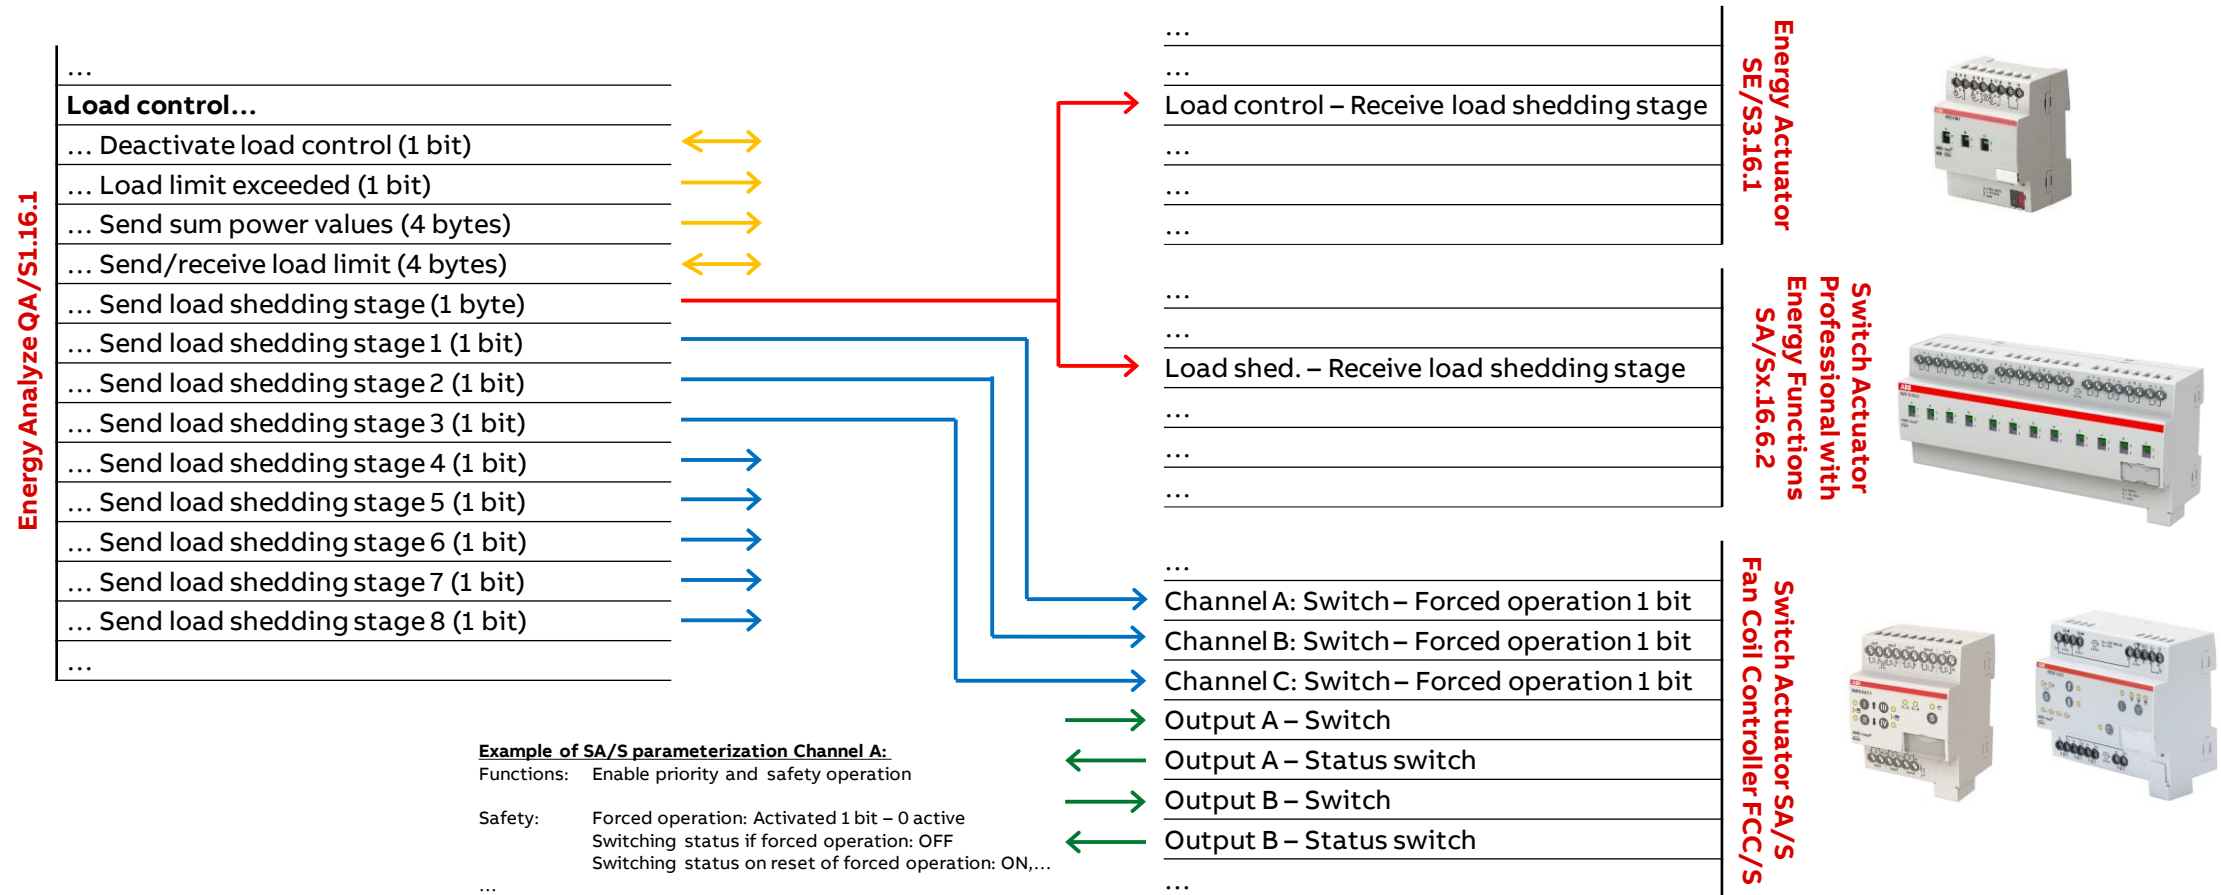 Energy Analyze QA/S1.16.1
…
Load control…
… Deactivate load control (1 bit)
… Load limit exceeded (1 bit)
… Send sum power values (4 bytes)
… Send/receive load limit (4 bytes)
… Send load shedding stage (1 byte)
… Send load shedding stage 1 (1 bit)
… Send load shedding stage 2 (1 bit)
… Send load shedding stage 3 (1 bit)
… Send load shedding stage 4 (1 bit)
… Send load shedding stage 5 (1 bit)
… Send load shedding stage 6 (1 bit)
… Send load shedding stage 7 (1 bit)
… Send load shedding stage 8 (1 bit)
…
Example of SA/S parameterization Channel A:
Functions: Enable priority and safety operation
Safety: Forced operation: Activated 1 bit – 0 active
Switching status if forced operation: OFF
Switching status on reset of forced operation: ON,…
…
…
…
Load control – Receive load shedding stage
…
…
…
Energy Actuator
SE/S3.16.1
…
…
Load shed. – Receive load shedding stage
…
…
…
Switch Actuator
Professional with
Energy Functions
SA/Sx.16.6.2
…
Channel A: Switch – Forced operation 1 bit
Channel B: Switch – Forced operation 1 bit
Channel C: Switch – Forced operation 1 bit
Output A – Switch
Output A – Status switch
Output B – Switch
Output B – Status switch
…
Switch Actuator SA/S
Fan Coil Controller FCC/S